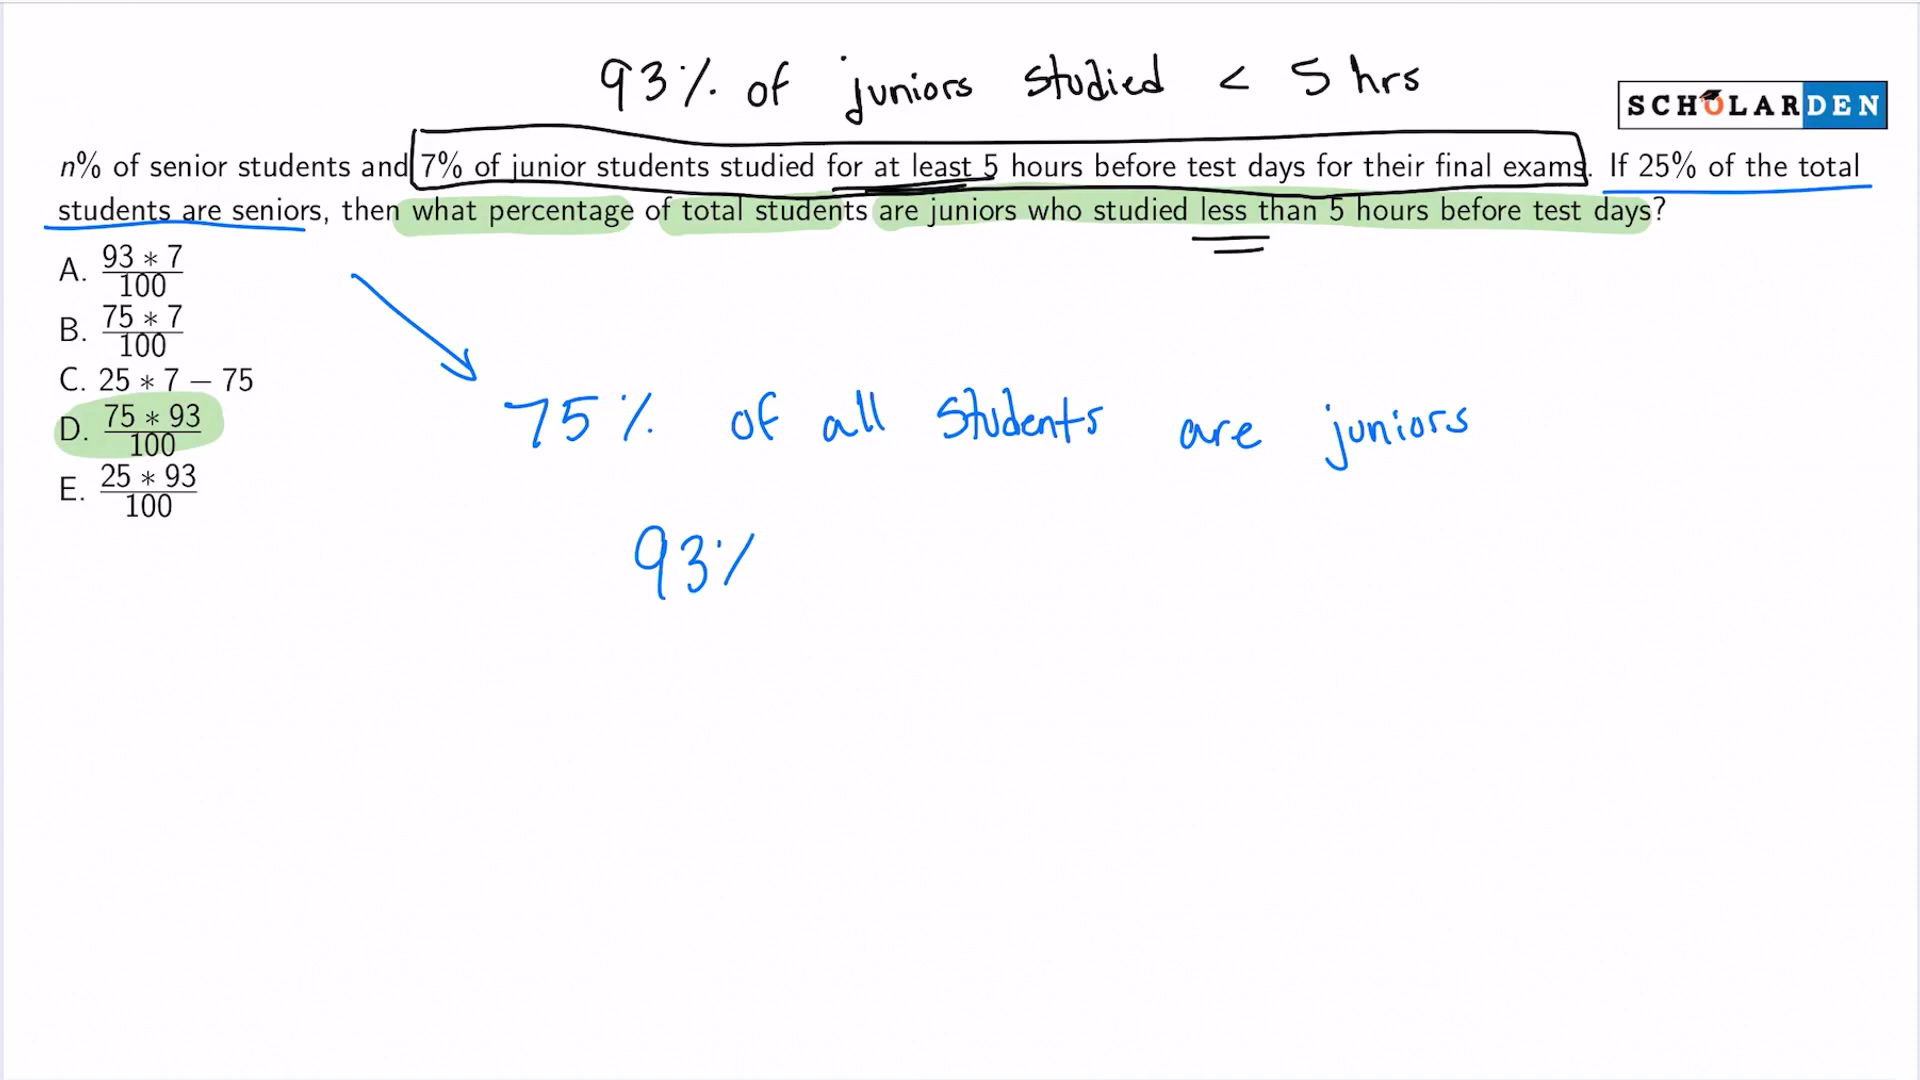 93% of juniors studied < 5 hrs
SCHOLARDEN
n% of senior students and 7% of junior students studied for at least 5 hours before test days for their final exams. If 25% of the total
students are seniors, then what percentage of total students are juniors who studied less than 5 hours before test days?
A. 93 * 7 / 100
B. 75 * 7 / 100
C. 25 * 7 – 75
D. 75 * 93 / 100
E. 25 * 93 / 100
75% of all students are juniors
93%